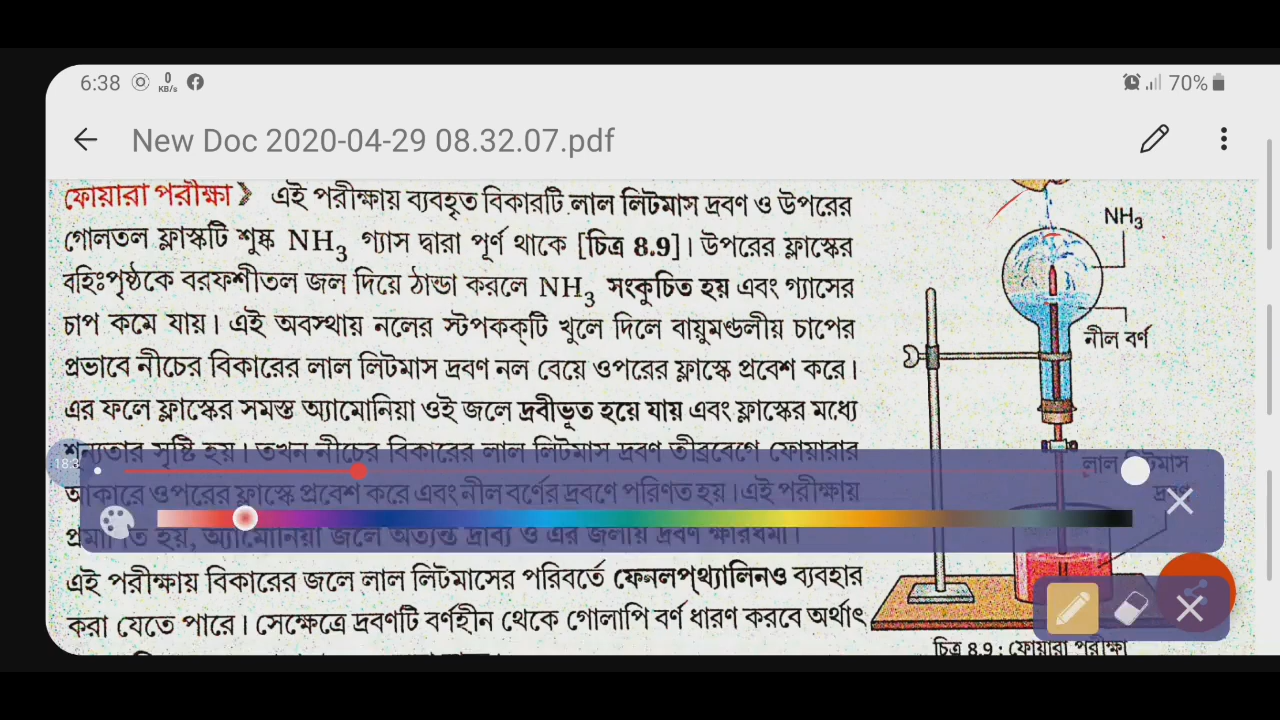 6:38
0
KB/s
70%
New Doc 2020-04-29 08.32.07.pdf
ফোয়ারা পরীক্ষা》 এই পরীক্ষায় ব্যবহৃত বিকারটি লাল লিটমাস দ্রবণ ও উপরের
গোলতল ফ্লাস্কটি শুষ্ক NH₃ গ্যাস দ্বারা পূর্ণ থাকে [চিত্র 8.9]। উপরের ফ্লাস্কের
বহিঃপৃষ্ঠকে বরফশীতল জল দিয়ে ঠান্ডা করলে NH₃ সংকুচিত হয় এবং গ্যাসের
চাপ কমে যায়। এই অবস্থায় নলের স্টপকক্‌টি খুলে দিলে বায়ুমণ্ডলীয় চাপের
প্রভাবে নীচের বিকারের লাল লিটমাস দ্রবণ নল বেয়ে ওপরের ফ্লাস্কে প্রবেশ করে।
এর ফলে ফ্লাস্কের সমস্ত অ্যামোনিয়া ওই জলে দ্রবীভূত হয়ে যায় এবং ফ্লাস্কের মধ্যে
শূন্যতার সৃষ্টি হয়। তখন নীচের বিকারের লাল লিটমাস দ্রবণ তীব্রবেগে ফোয়ারার
আকারে ওপরের ফ্লাস্কে প্রবেশ করে এবং নীল বর্ণের দ্রবণে পরিণত হয়। এই পরীক্ষায়
প্রমাণিত হয়, অ্যামোনিয়া জলে অত্যন্ত দ্রাব্য ও এর জলীয় দ্রবণ ক্ষারধর্মী।
এই পরীক্ষায় বিকারের জলে লাল লিটমাসের পরিবর্তে ফেনলপ্‌থ্যালিনও ব্যবহার
করা যেতে পারে। সেক্ষেত্রে দ্রবণটি বর্ণহীন থেকে গোলাপি বর্ণ ধারণ করবে অর্থাৎ
NH₃
নীল বর্ণ
লাল লিটমাস
দ্রবণ
চিত্র 8.9 : ফোয়ারা পরীক্ষা